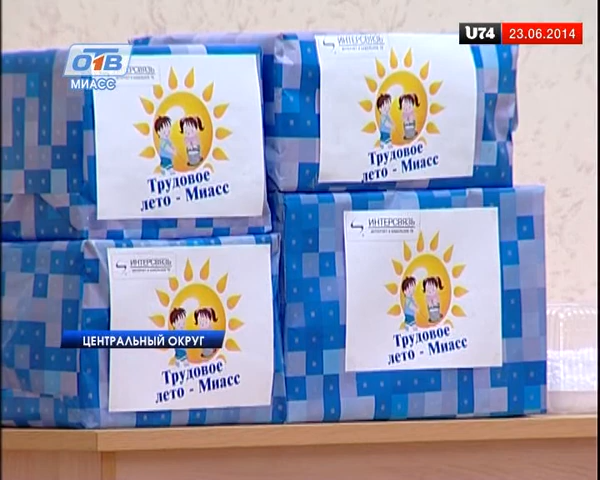 ОТВ
МИАСС
U74 23.06.2014
ИНТЕРСВЯЗЬ
Трудовое
лето - Миасс
ИНТЕРСВЯЗЬ
Трудовое
лето - Миасс
ИНТЕРСВЯЗЬ
Трудовое
лето - Миасс
ИНТЕРСВЯЗЬ
Трудовое
лето - Миасс
ЦЕНТРАЛЬНЫЙ ОКРУГ